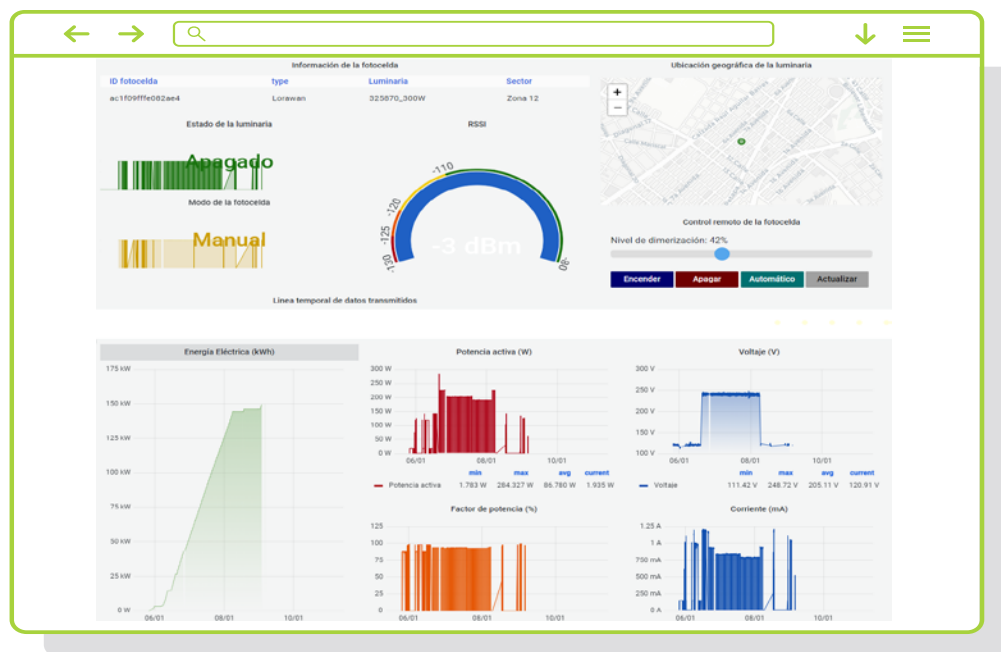 Información de la fotocelda
ID fotocelda type Luminaria Sector
ac1f09fffe082ae4 Lorawan 325870_300W Zona 12
Estado de la luminaria
Apagado
Modo de la fotocelda
Manual
RSSI
-130 -125 -120 -110 -80
-3 dBm
Ubicación geográfica de la luminaria
+
−
Calzada Raúl Aguilar Batres
Calle Mariscal
Control remoto de la fotocelda
Nivel de dimerización: 42%
Encender Apagar Automático Actualizar
Línea temporal de datos transmitidos
Energía Eléctrica (kWh)
175 kW
150 kW
125 kW
100 kW
75 kW
50 kW
25 kW
0 W
06/01 08/01 10/01
Potencia activa (W)
300 W
250 W
200 W
150 W
100 W
50 W
0 W
06/01 08/01 10/01
min max avg current
Potencia activa 1.783 W 284.327 W 86.780 W 1.935 W
Voltaje (V)
300 V
250 V
200 V
150 V
100 V
06/01 08/01 10/01
min max avg current
Voltaje 111.42 V 248.72 V 205.11 V 120.91 V
Factor de potencia (%)
125
100
75
50
25
0
06/01 08/01 10/01
Corriente (mA)
1.25 A
1 A
750 mA
500 mA
250 mA
0 A
06/01 08/01 10/01